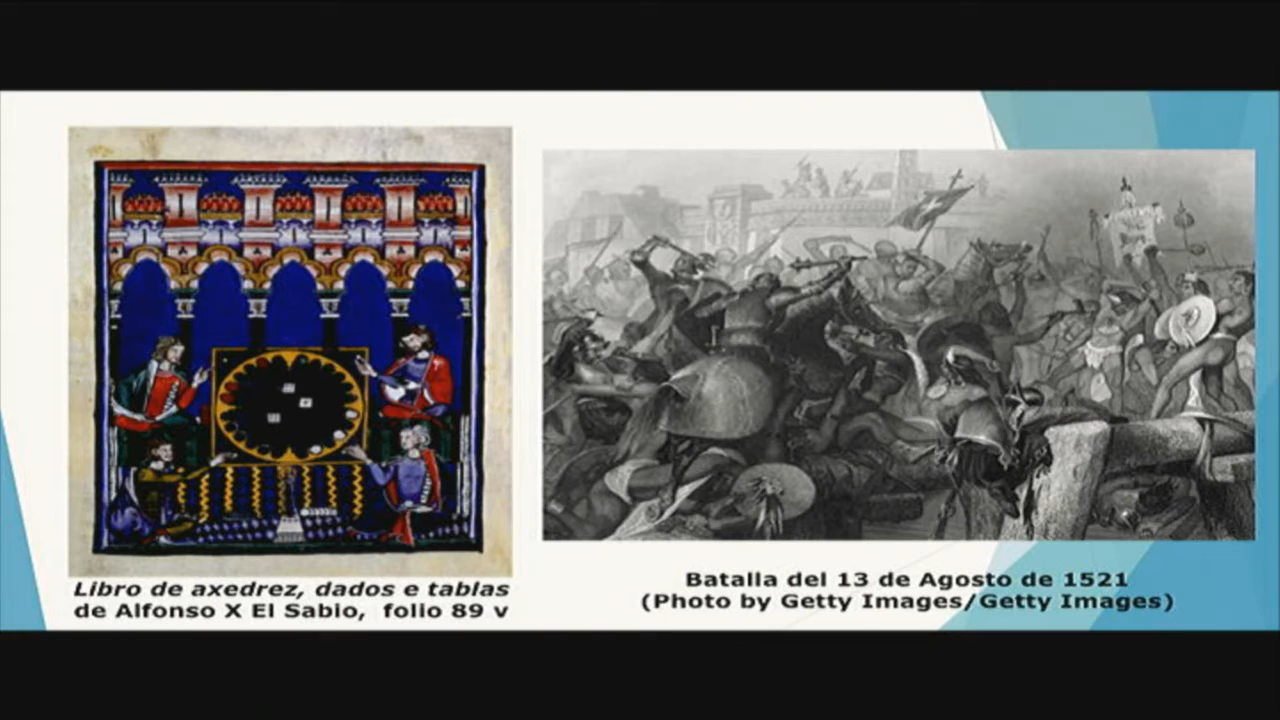 Libro de axedrez, dados e tablas
de Alfonso X El Sabio, folio 89 v
Batalla del 13 de Agosto de 1521
(Photo by Getty Images/Getty Images)